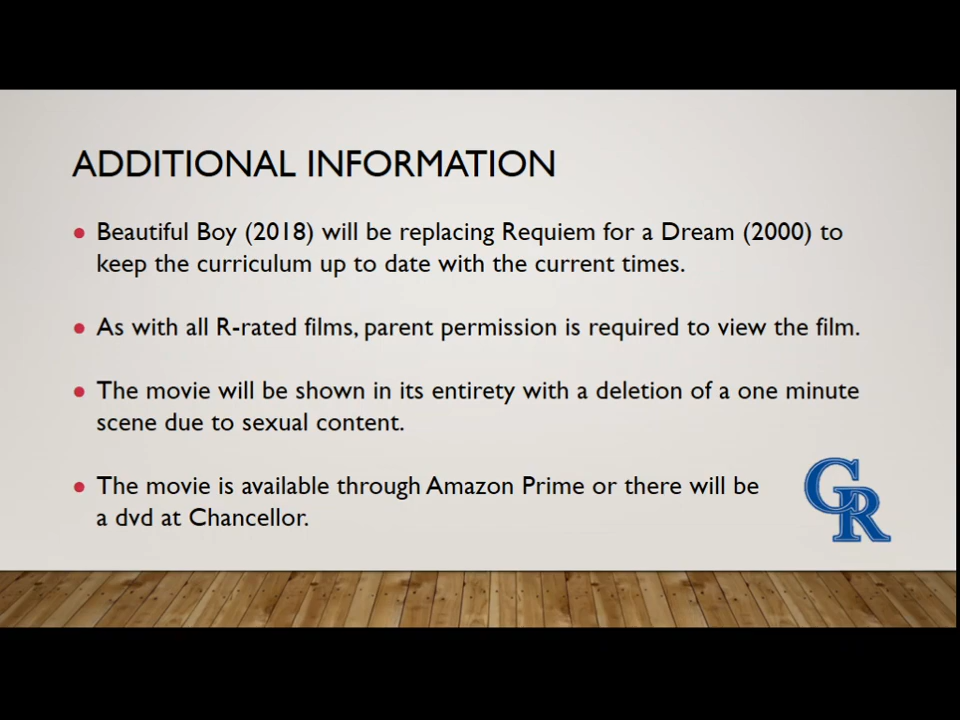 ADDITIONAL INFORMATION
Beautiful Boy (2018) will be replacing Requiem for a Dream (2000) to
keep the curriculum up to date with the current times.
As with all R-rated films, parent permission is required to view the film.
The movie will be shown in its entirety with a deletion of a one minute
scene due to sexual content.
The movie is available through Amazon Prime or there will be
a dvd at Chancellor.
GR